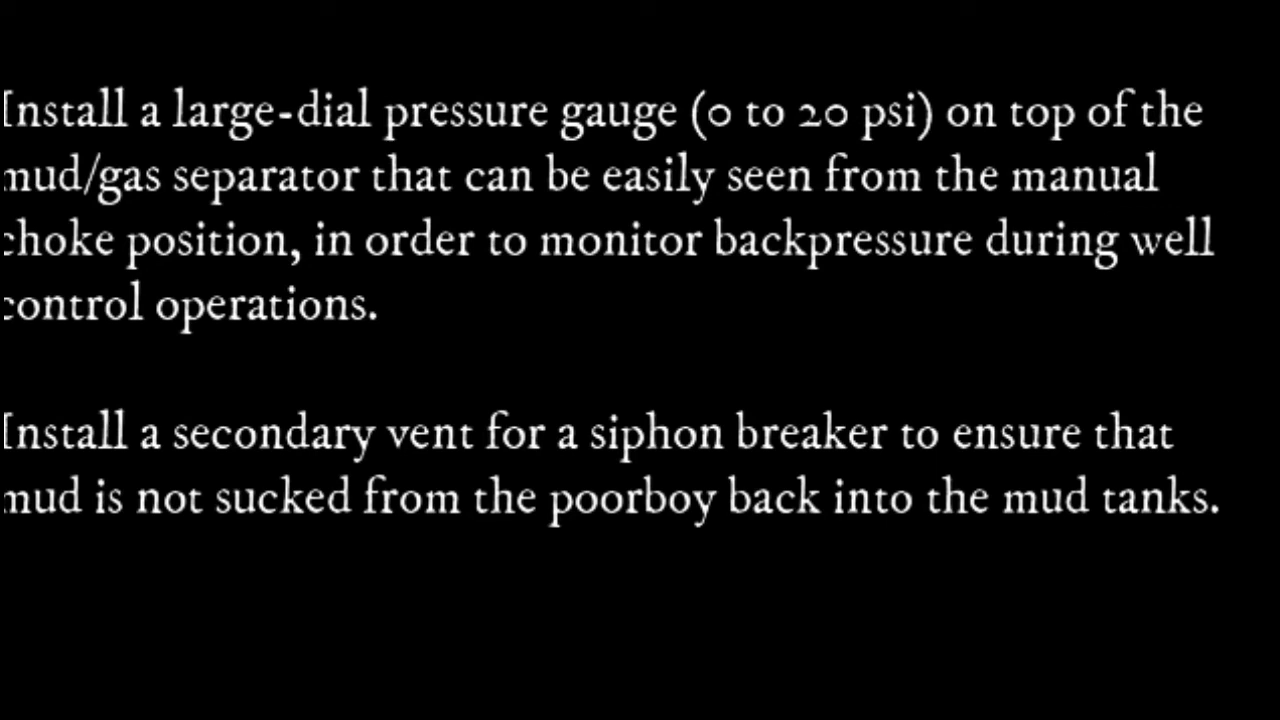 Install a large-dial pressure gauge (0 to 20 psi) on top of the
mud/gas separator that can be easily seen from the manual
choke position, in order to monitor backpressure during well
control operations.
Install a secondary vent for a siphon breaker to ensure that
mud is not sucked from the poorboy back into the mud tanks.